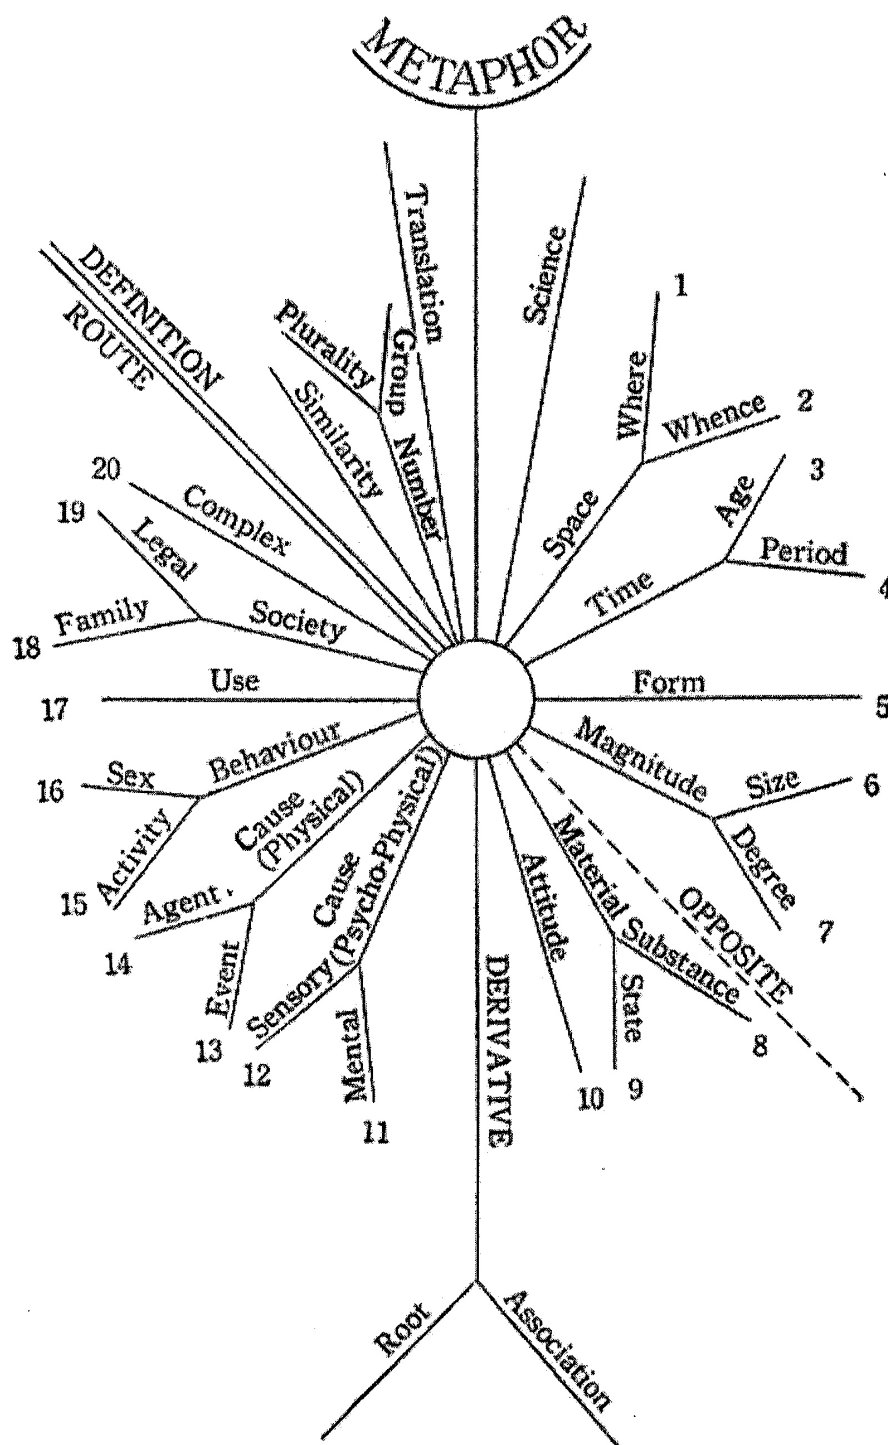 METAPHOR
Translation
Science
DEFINITION
ROUTE
Plurality
Group
Number
Similarity
Where
1
Whence
2
Space
Age
3
Period
4
Time
20
Complex
19
Legal
Family
18
Society
Use
17
Form
5
Behaviour
Sex
16
Activity
15
Magnitude
Size
6
Degree
7
Cause
(Physical)
Agent
14
Event
13
Cause
(Psycho-Physical)
Sensory
12
Mental
11
OPPOSITE
Material
Substance
8
State
9
Attitude
10
DERIVATIVE
Root
Association